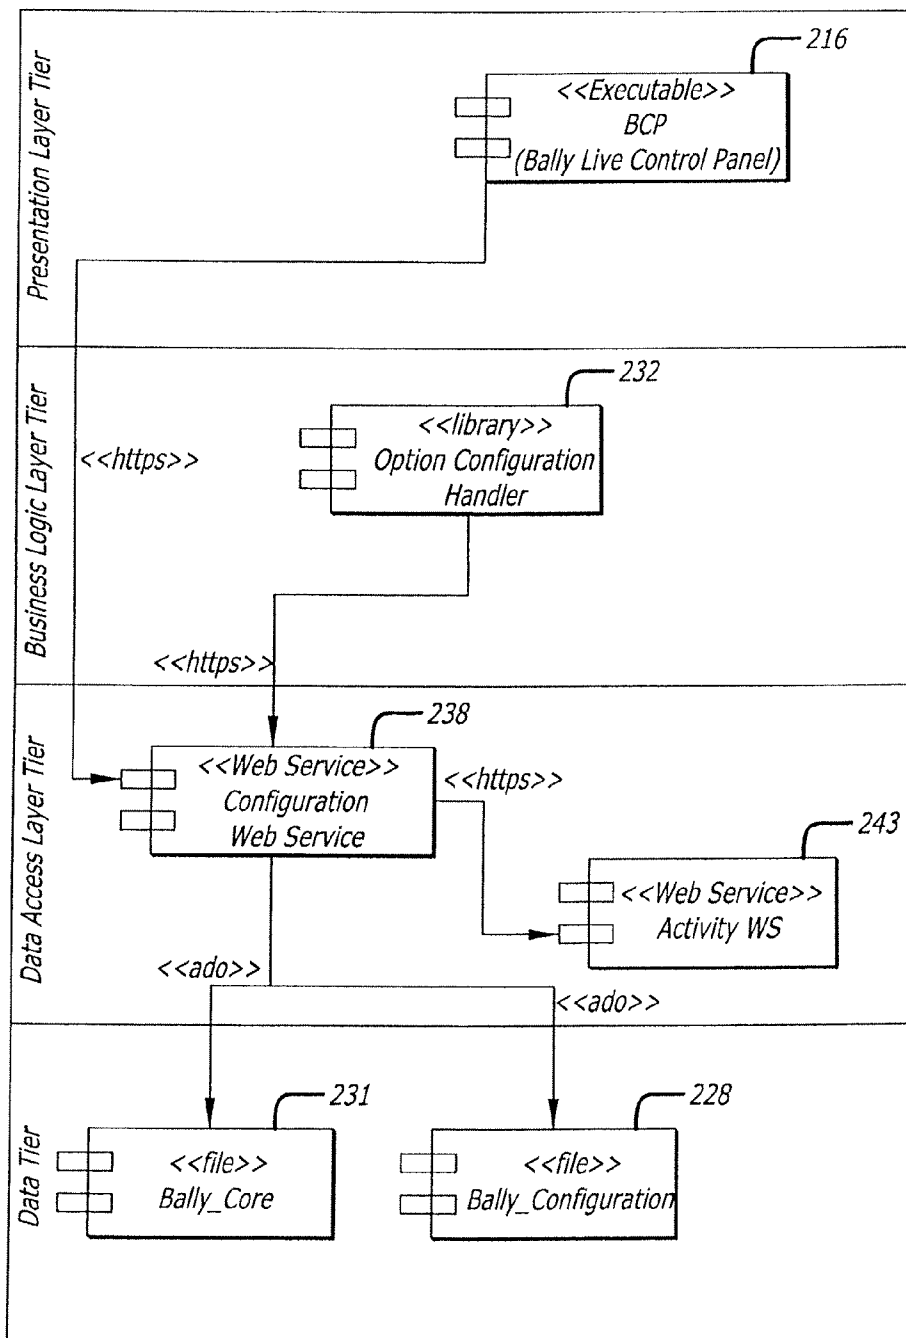 Presentation Layer Tier
216
<<Executable>>
BCP
(Bally Live Control Panel)
Business Logic Layer Tier
232
<<library>>
Option Configuration
Handler
<<https>>
<<https>>
Data Access Layer Tier
238
<<Web Service>>
Configuration
Web Service
<<https>>
243
<<Web Service>>
Activity WS
<<ado>>
<<ado>>
Data Tier
231
<<file>>
Bally_Core
228
<<file>>
Bally_Configuration